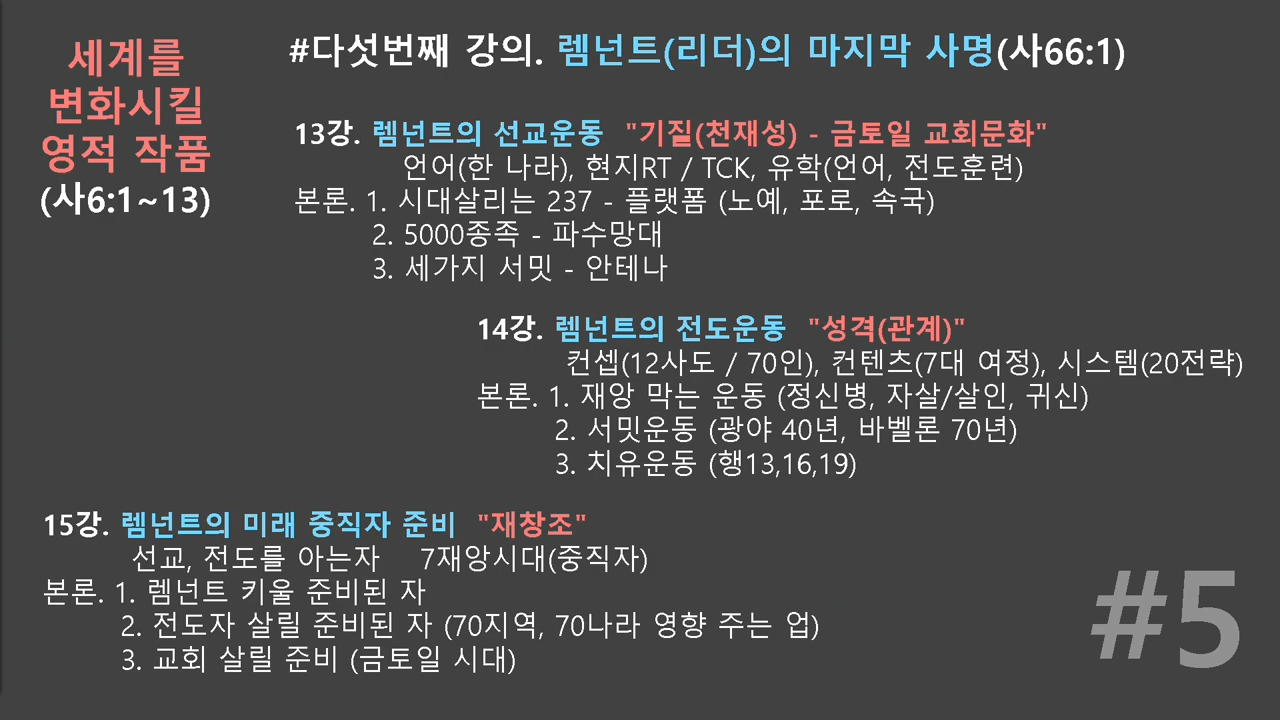 세계를
변화시킬
영적 작품
(사6:1~13)
#다섯번째 강의. 렘넌트(리더)의 마지막 사명(사66:1)
13강. 렘넌트의 선교운동 "기질(천재성) - 금토일 교회문화"
언어(한 나라), 현지RT / TCK, 유학(언어, 전도훈련)
본론. 1. 시대살리는 237 - 플랫폼 (노예, 포로, 속국)
2. 5000종족 - 파수망대
3. 세가지 서밋 - 안테나
14강. 렘넌트의 전도운동 "성격(관계)"
컨셉(12사도 / 70인), 컨텐츠(7대 여정), 시스템(20전략)
본론. 1. 재앙 막는 운동 (정신병, 자살/살인, 귀신)
2. 서밋운동 (광야 40년, 바벨론 70년)
3. 치유운동 (행13,16,19)
15강. 렘넌트의 미래 중직자 준비 "재창조"
선교, 전도를 아는자 7재앙시대(중직자)
본론. 1. 렘넌트 키울 준비된 자
2. 전도자 살릴 준비된 자 (70지역, 70나라 영향 주는 업)
3. 교회 살릴 준비 (금토일 시대)
#5